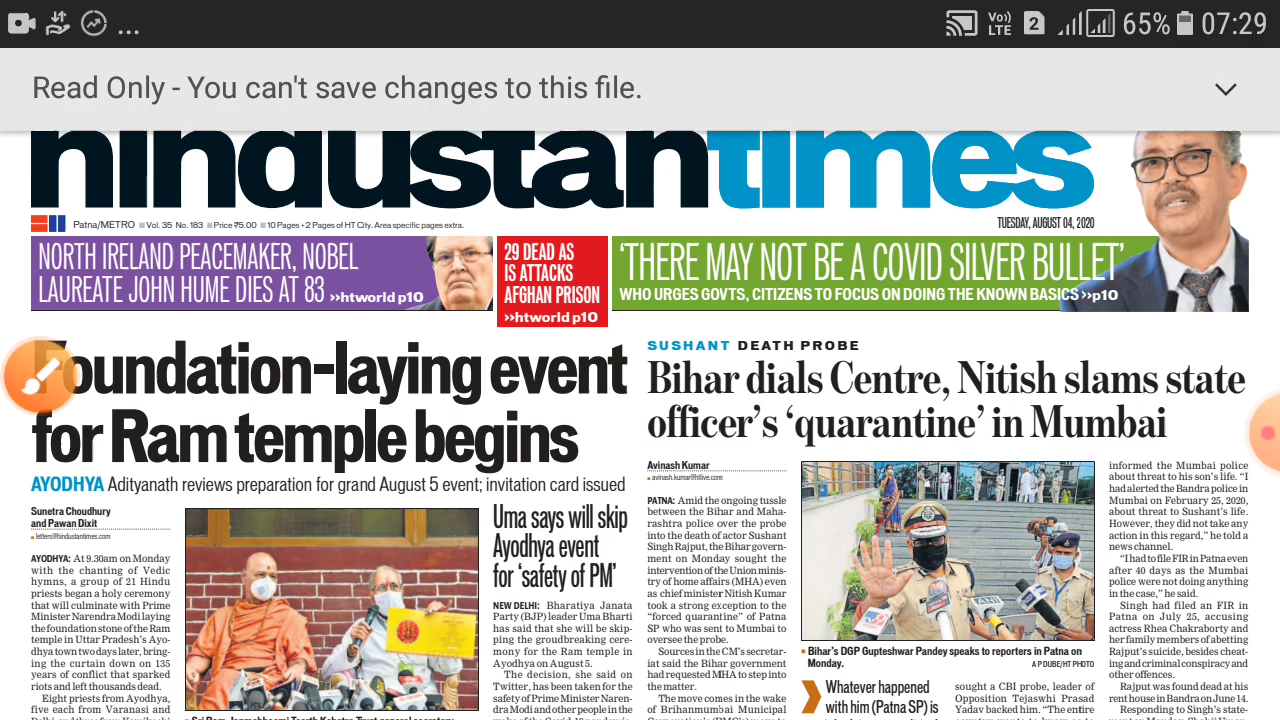 ... Vo)) LTE 2 65% 07:29
Read Only - You can't save changes to this file.
hindustantimes
Patna/METRO ■Vol. 35 No. 183 ■Price ₹5.00 ■10 Pages+2 Pages of HT City. Area specific pages extra.
TUESDAY, AUGUST 04, 2020
NORTH IRELAND PEACEMAKER, NOBEL
LAUREATE JOHN HUME DIES AT 83 >>htworld p10
29 DEAD AS
IS ATTACKS
AFGHAN PRISON
>>htworld p10
‘THERE MAY NOT BE A COVID SILVER BULLET’
WHO URGES GOVTS, CITIZENS TO FOCUS ON DOING THE KNOWN BASICS >>p10
Foundation-laying event
for Ram temple begins
AYODHYA Adityanath reviews preparation for grand August 5 event; invitation card issued
Sunetra Choudhury
and Pawan Dixit
■ letters@hindustantimes.com
AYODHYA: At 9.30am on Monday
with the chanting of Vedic
hymns, a group of 21 Hindu
priests began a holy ceremony
that will culminate with Prime
Minister Narendra Modi laying
the foundation stone of the Ram
temple in Uttar Pradesh’s Ayo-
dhya town two days later, bring-
ing the curtain down on 135
years of conflict that sparked
riots and left thousands dead.
Eight priests from Ayodhya,
five each from Varanasi and
Uma says will skip
Ayodhya event
for ‘safety of PM’
NEW DELHI: Bharatiya Janata
Party (BJP) leader Uma Bharti
has said that she will be skip-
ping the groundbreaking cere-
mony for the Ram temple in
Ayodhya on August 5.
The decision, she said on
Twitter, has been taken for the
safety of Prime Minister Naren-
dra Modi and other people in the
SUSHANT DEATH PROBE
Bihar dials Centre, Nitish slams state
officer’s ‘quarantine’ in Mumbai
Avinash Kumar
■ avinash.kumar@htlive.com
PATNA: Amid the ongoing tussle
between the Bihar and Maha-
rashtra police over the probe
into the death of actor Sushant
Singh Rajput, the Bihar govern-
ment on Monday sought the
intervention of the Union minis-
try of home affairs (MHA) even
as chief minister Nitish Kumar
took a strong exception to the
“forced quarantine” of Patna
SP who was sent to Mumbai to
oversee the probe.
Sources in the CM’s secretar-
iat said the Bihar government
had requested MHA to step into
the matter.
The move comes in the wake
of Brihanmumbai Municipal
ANI
■ Bihar’s DGP Gupteshwar Pandey speaks to reporters in Patna on
Monday. A P DUBE/HT PHOTO
Whatever happened
with him (Patna SP) is
sought a CBI probe, leader of
Opposition Tejashwi Prasad
Yadav backed him. “The entire
informed the Mumbai police
about threat to his son’s life. “I
had alerted the Bandra police in
Mumbai on February 25, 2020,
about threat to Sushant’s life.
However, they did not take any
action in this regard,” he told a
news channel.
“I had to file FIR in Patna even
after 40 days as the Mumbai
police were not doing anything
in the case,” he said.
Singh had filed an FIR in
Patna on July 25, accusing
actress Rhea Chakraborty and
her family members of abetting
Rajput’s suicide, besides cheat-
ing and criminal conspiracy and
other offences.
Rajput was found dead at his
rent house in Bandra on June 14.
Responding to Singh’s state-